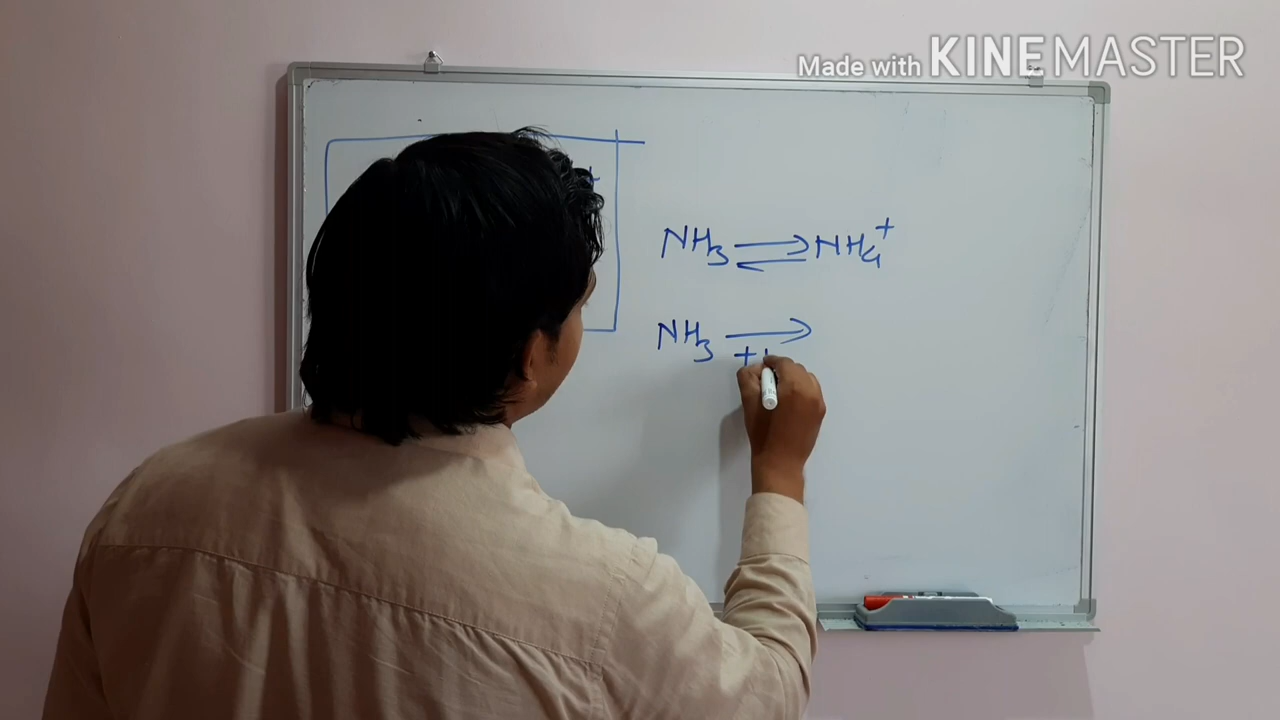 Made with KINEMASTER
+
NH3 ⇌ NH4+
NH3 →
+